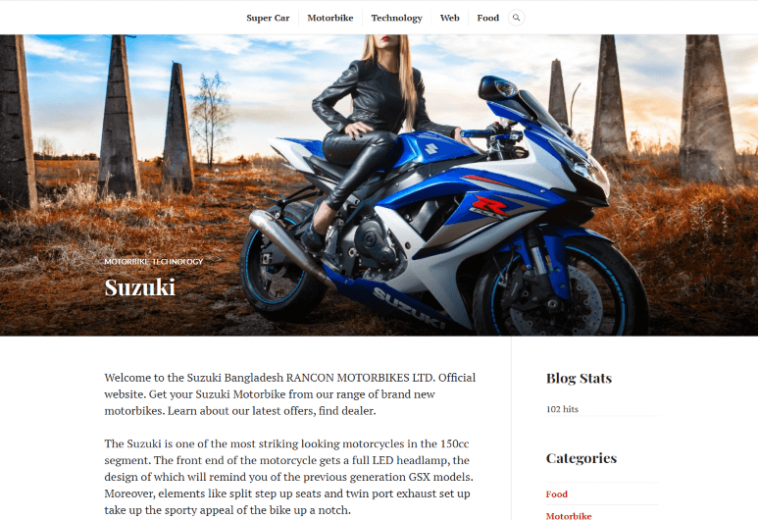 Super Car Motorbike Technology Web Food
MOTORBIKE, TECHNOLOGY
Suzuki
R
SUZUKI
Welcome to the Suzuki Bangladesh RANCON MOTORBIKES LTD. Official
website. Get your Suzuki Motorbike from our range of brand new
motorbikes. Learn about our latest offers, find dealer.
The Suzuki is one of the most striking looking motorcycles in the 150cc
segment. The front end of the motorcycle gets a full LED headlamp, the
design of which will remind you of the previous generation GSX models.
Moreover, elements like split step up seats and twin port exhaust set up
take up the sporty appeal of the bike up a notch.
Blog Stats
102 hits
Categories
Food
Motorbike